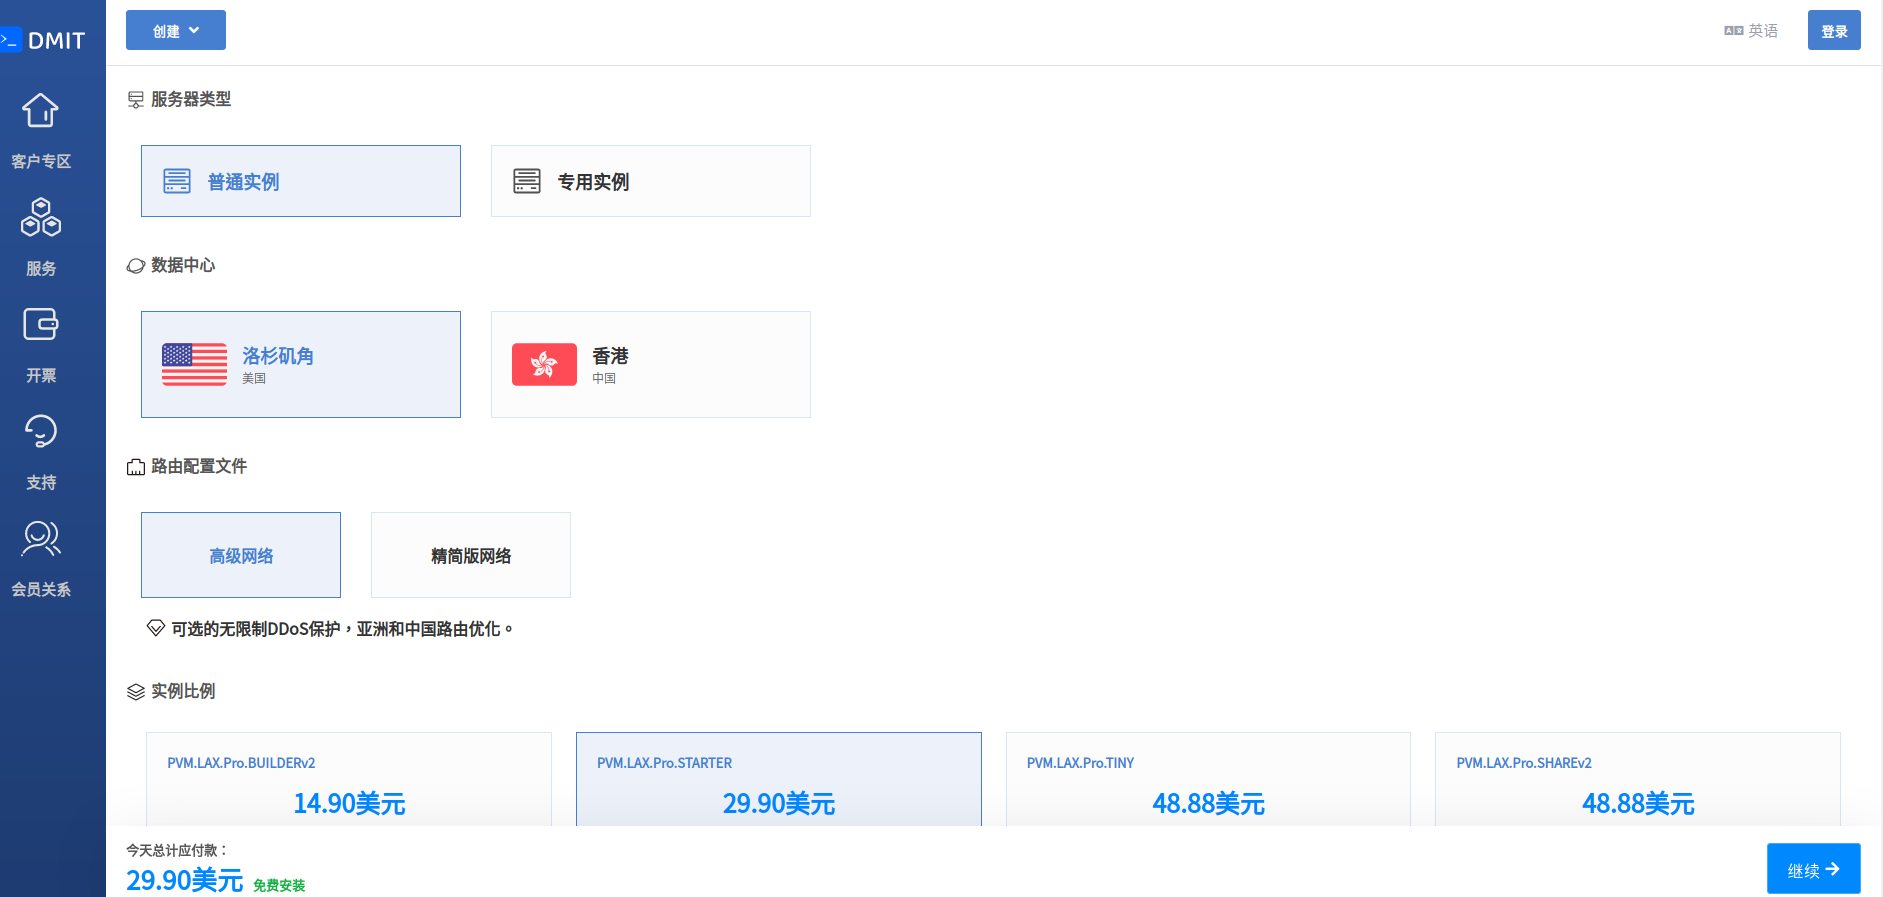 DMIT
创建
英语
登录
客户专区
服务
开票
支持
会员关系
服务器类型
普通实例
专用实例
数据中心
洛杉矶角
美国
香港
中国
路由配置文件
高级网络
精简版网络
可选的无限制DDoS保护，亚洲和中国路由优化。
实例比例
PVM.LAX.Pro.BUILDERv2
14.90美元
PVM.LAX.Pro.STARTER
29.90美元
PVM.LAX.Pro.TINY
48.88美元
PVM.LAX.Pro.SHAREv2
48.88美元
今天总计应付款：
29.90美元 免费安装
继续